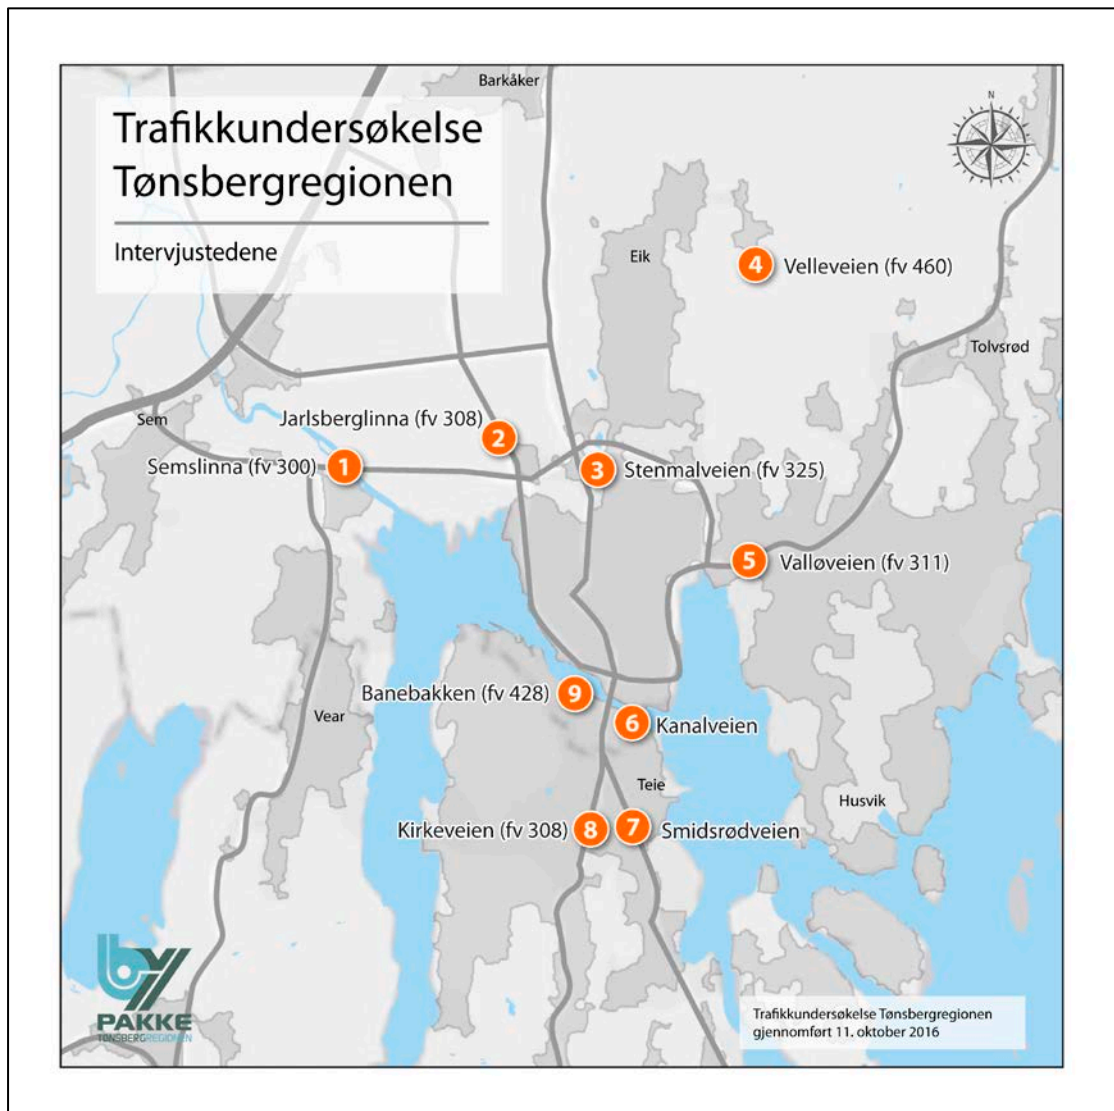 Trafikkundersøkelse
Tønsbergregionen
Intervjustedene
Barkåker
N
Eik
4 Velleveien (fv 460)
Tolvsrød
Sem
Jarlsberglinna (fv 308) 2
Semslinna (fv 300) 1
3 Stenmalveien (fv 325)
5 Valløveien (fv 311)
Banebakken (fv 428) 9
6 Kanalveien
Vear
Teie
Husvik
Kirkeveien (fv 308) 8
7 Smidsrødveien
by
PAKKE
TØNSBERGREGIONEN
Trafikkundersøkelse Tønsbergregionen
gjennomført 11. oktober 2016